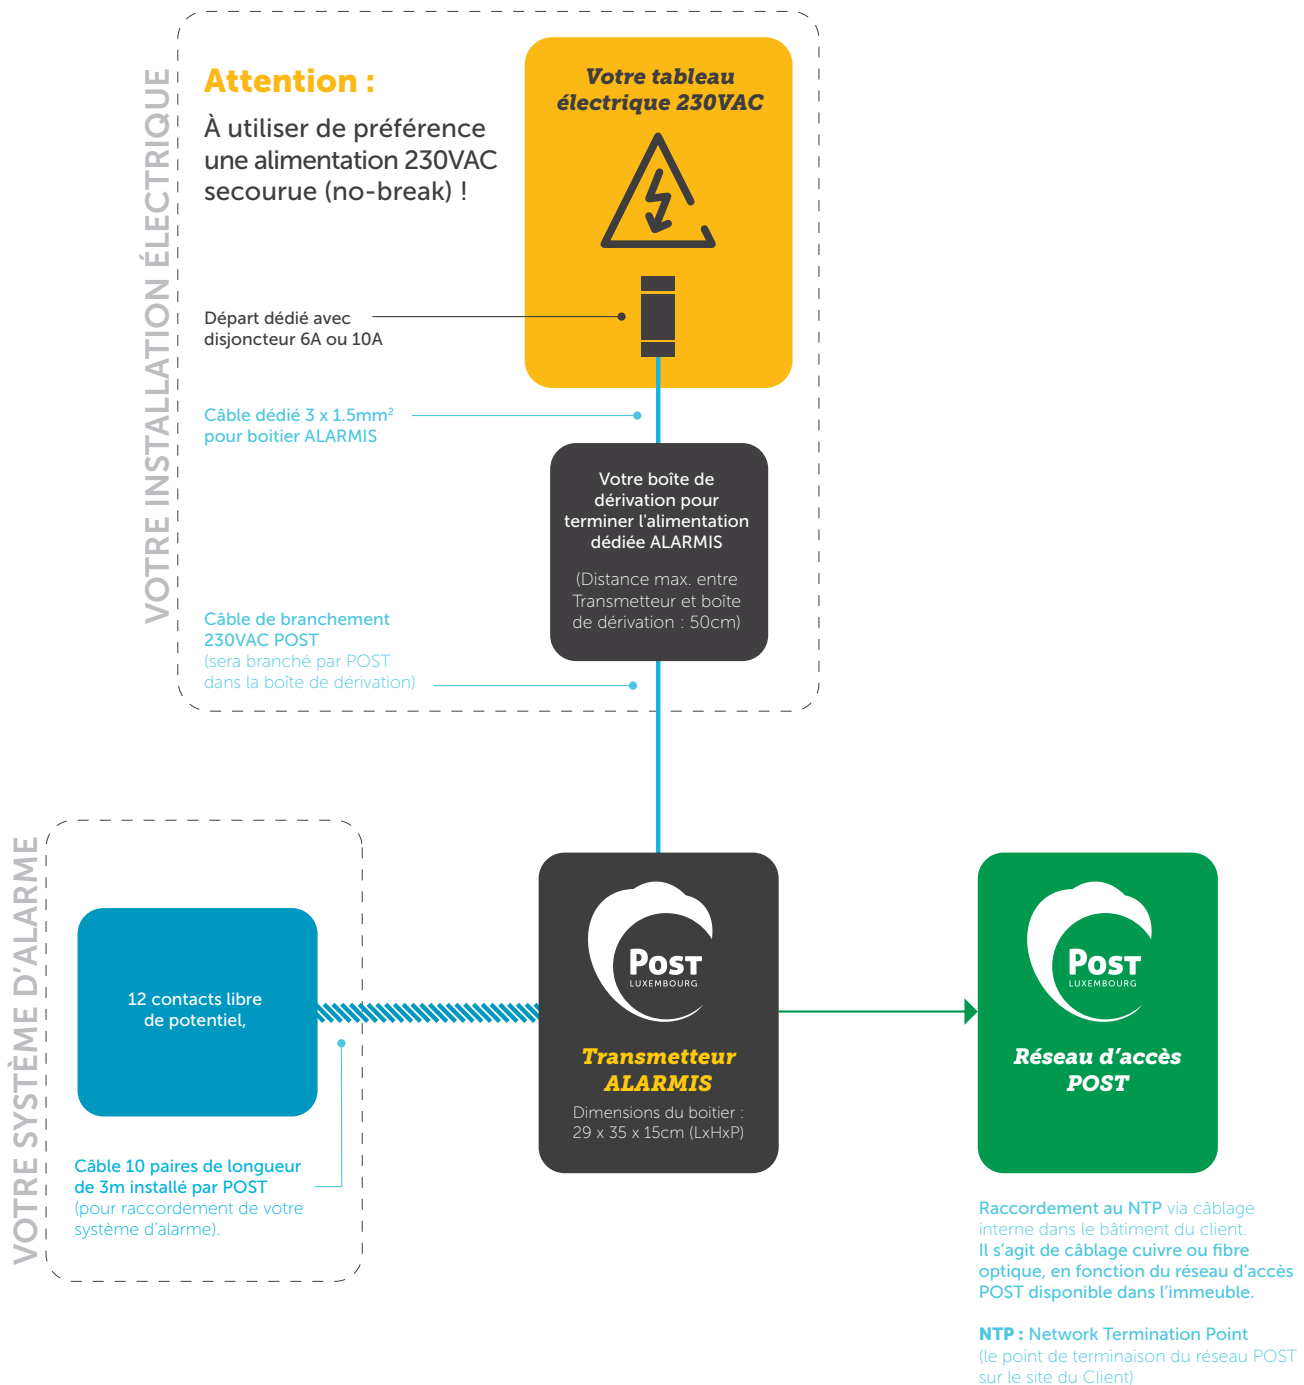 VOTRE INSTALLATION ÉLECTRIQUE
Attention :
À utiliser de préférence
une alimentation 230VAC
secourue (no-break) !
Votre tableau
électrique 230VAC
Départ dédié avec
disjoncteur 6A ou 10A
Câble dédié 3 x 1.5mm²
pour boitier ALARMIS
Votre boîte de
dérivation pour
terminer l'alimentation
dédiée ALARMIS
(Distance max. entre
Transmetteur et boîte
de dérivation : 50cm)
Câble de branchement
230VAC POST
(sera branché par POST
dans la boîte de dérivation)
VOTRE SYSTÈME D'ALARME
12 contacts libre
de potentiel,
Câble 10 paires de longueur
de 3m installé par POST
(pour raccordement de votre
système d'alarme).
POST
LUXEMBOURG
Transmetteur
ALARMIS
Dimensions du boitier :
29 x 35 x 15cm (LxHxP)
POST
LUXEMBOURG
Réseau d'accès
POST
Raccordement au NTP via câblage
interne dans le bâtiment du client.
Il s'agit de câblage cuivre ou fibre
optique, en fonction du réseau d'accès
POST disponible dans l'immeuble.
NTP : Network Termination Point
(le point de terminaison du réseau POST
sur le site du Client)